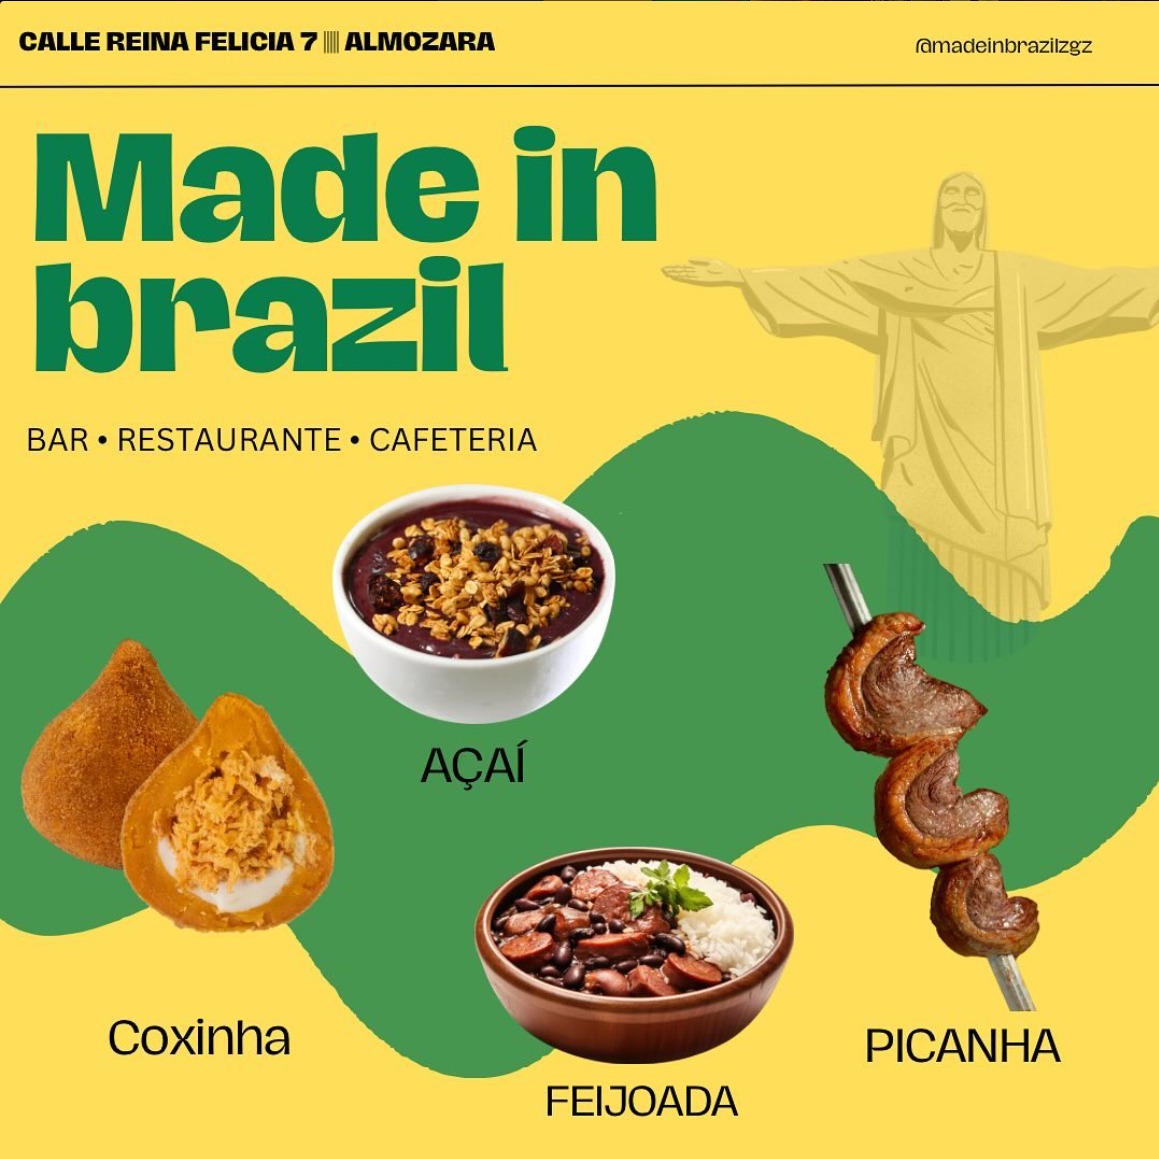 CALLE REINA FELICIA 7 |||| ALMOZARA
@madeinbrazilzgz
Made in
brazil
BAR • RESTAURANTE • CAFETERIA
AÇAÍ
Coxinha
PICANHA
FEIJOADA